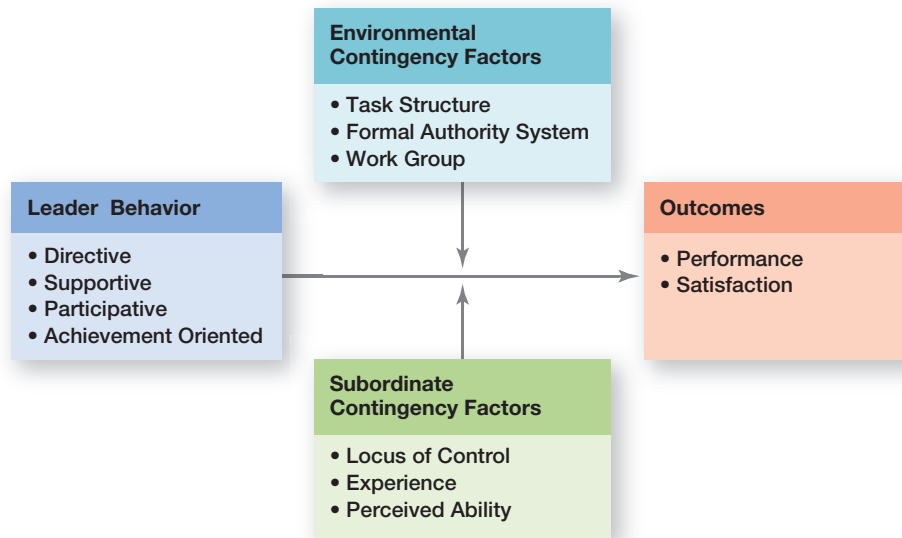 Environmental
Contingency Factors
• Task Structure
• Formal Authority System
• Work Group
Leader Behavior
• Directive
• Supportive
• Participative
• Achievement Oriented
Outcomes
• Performance
• Satisfaction
Subordinate
Contingency Factors
• Locus of Control
• Experience
• Perceived Ability